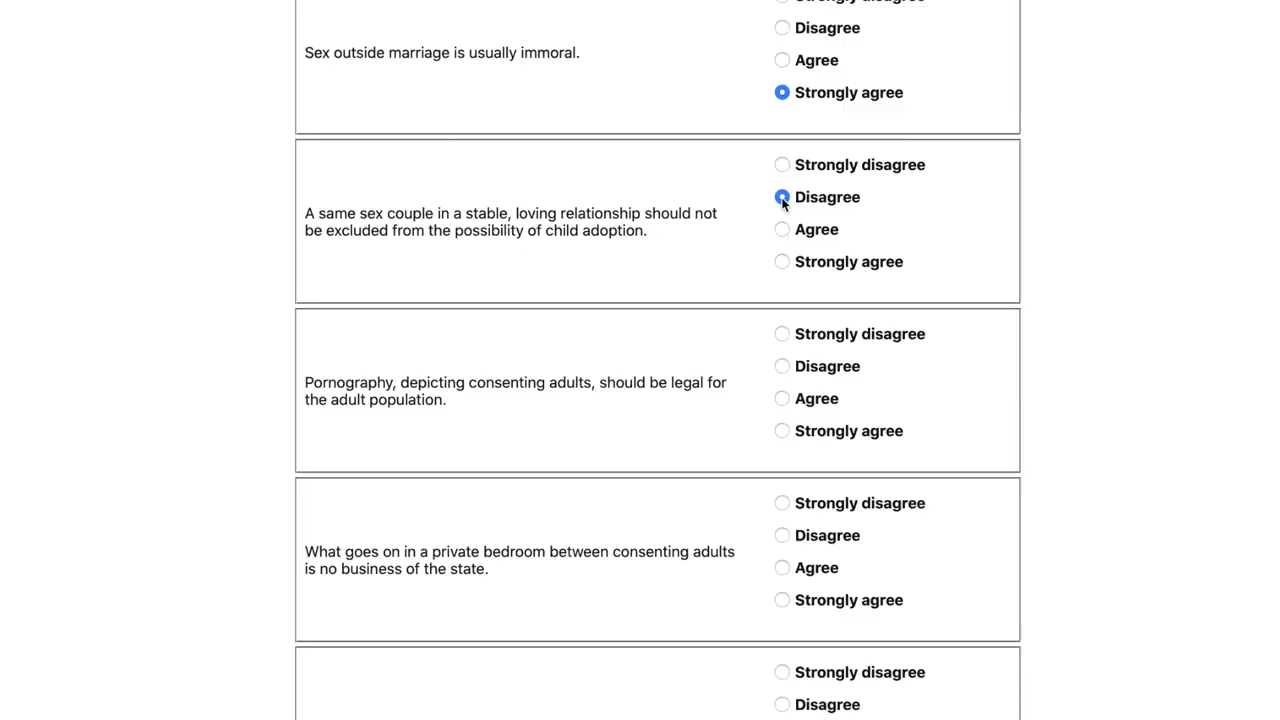 Strongly disagree
Disagree
Sex outside marriage is usually immoral.
Agree
Strongly agree
Strongly disagree
Disagree
A same sex couple in a stable, loving relationship should not
be excluded from the possibility of child adoption.
Agree
Strongly agree
Strongly disagree
Disagree
Pornography, depicting consenting adults, should be legal for
the adult population.
Agree
Strongly agree
Strongly disagree
Disagree
What goes on in a private bedroom between consenting adults
is no business of the state.
Agree
Strongly agree
Strongly disagree
Disagree